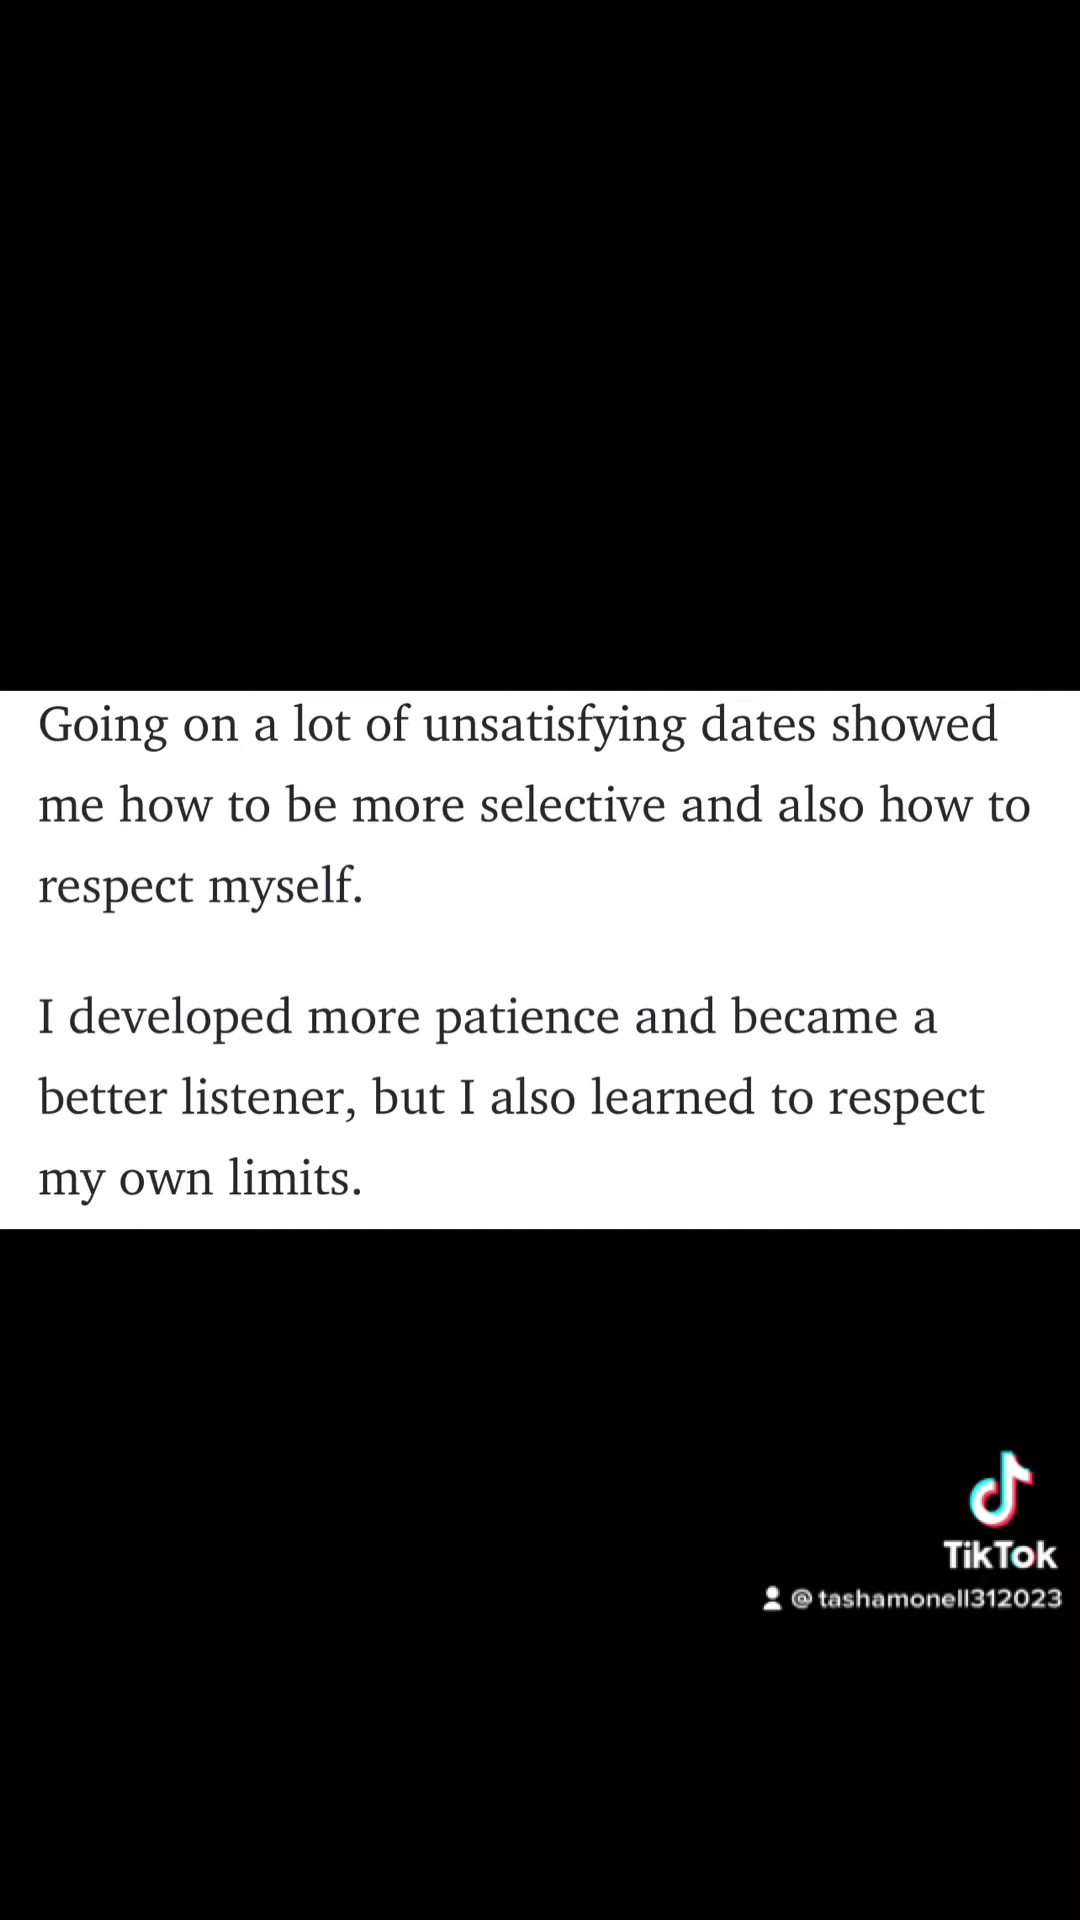 Going on a lot of unsatisfying dates showed
me how to be more selective and also how to
respect myself.
I developed more patience and became a
better listener, but I also learned to respect
my own limits.
TikTok
@tashamonell312023